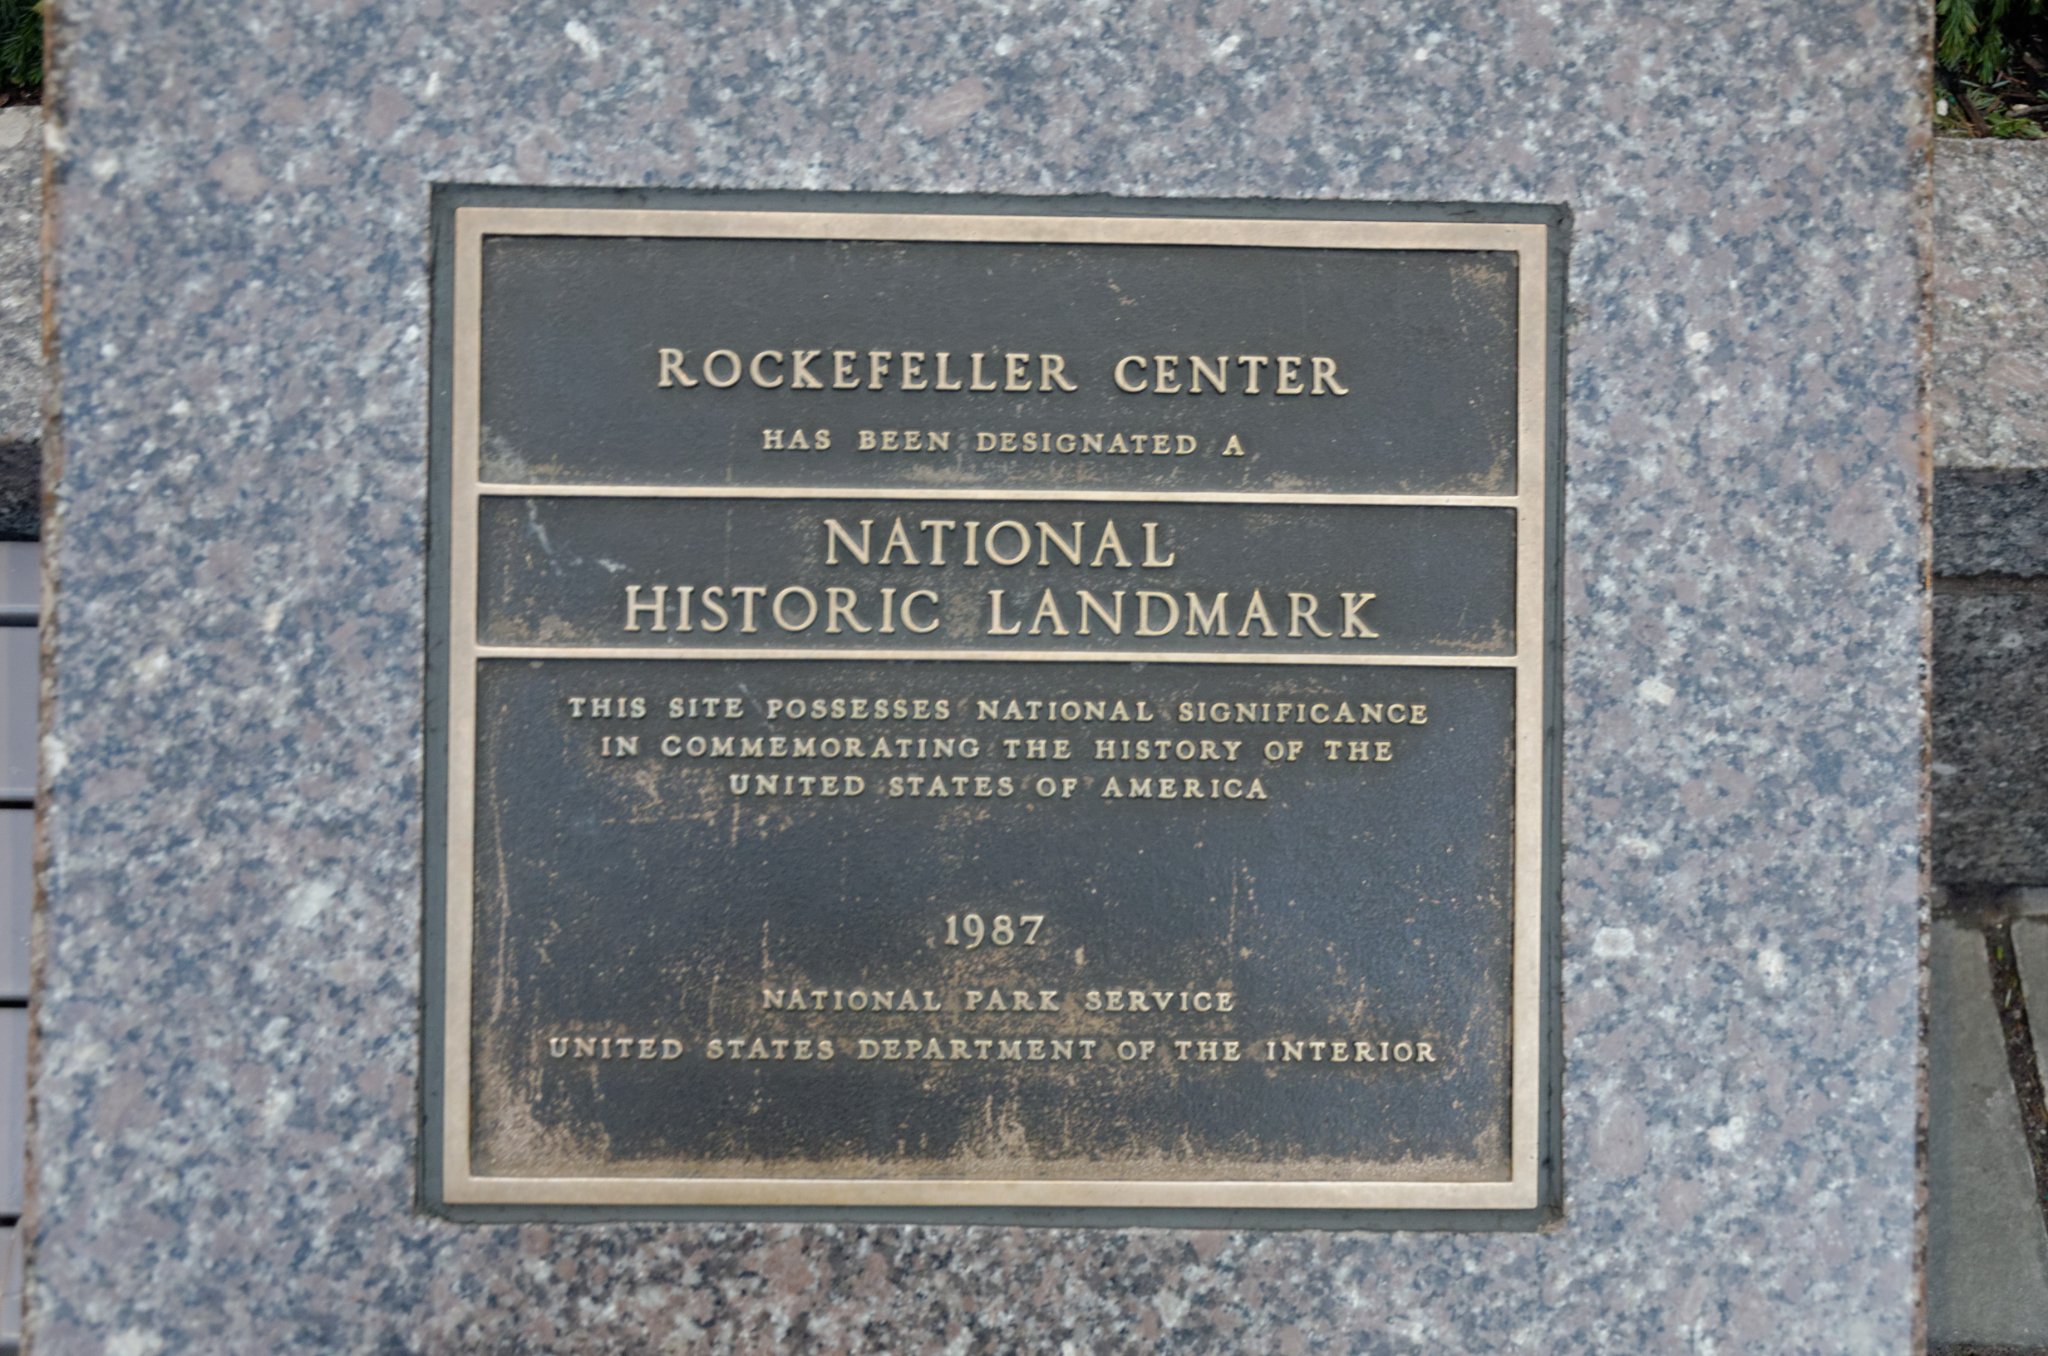 ROCKEFELLER CENTER
HAS BEEN DESIGNATED A
NATIONAL
HISTORIC LANDMARK
THIS SITE POSSESSES NATIONAL SIGNIFICANCE
IN COMMEMORATING THE HISTORY OF THE
UNITED STATES OF AMERICA
1987
NATIONAL PARK SERVICE
UNITED STATES DEPARTMENT OF THE INTERIOR